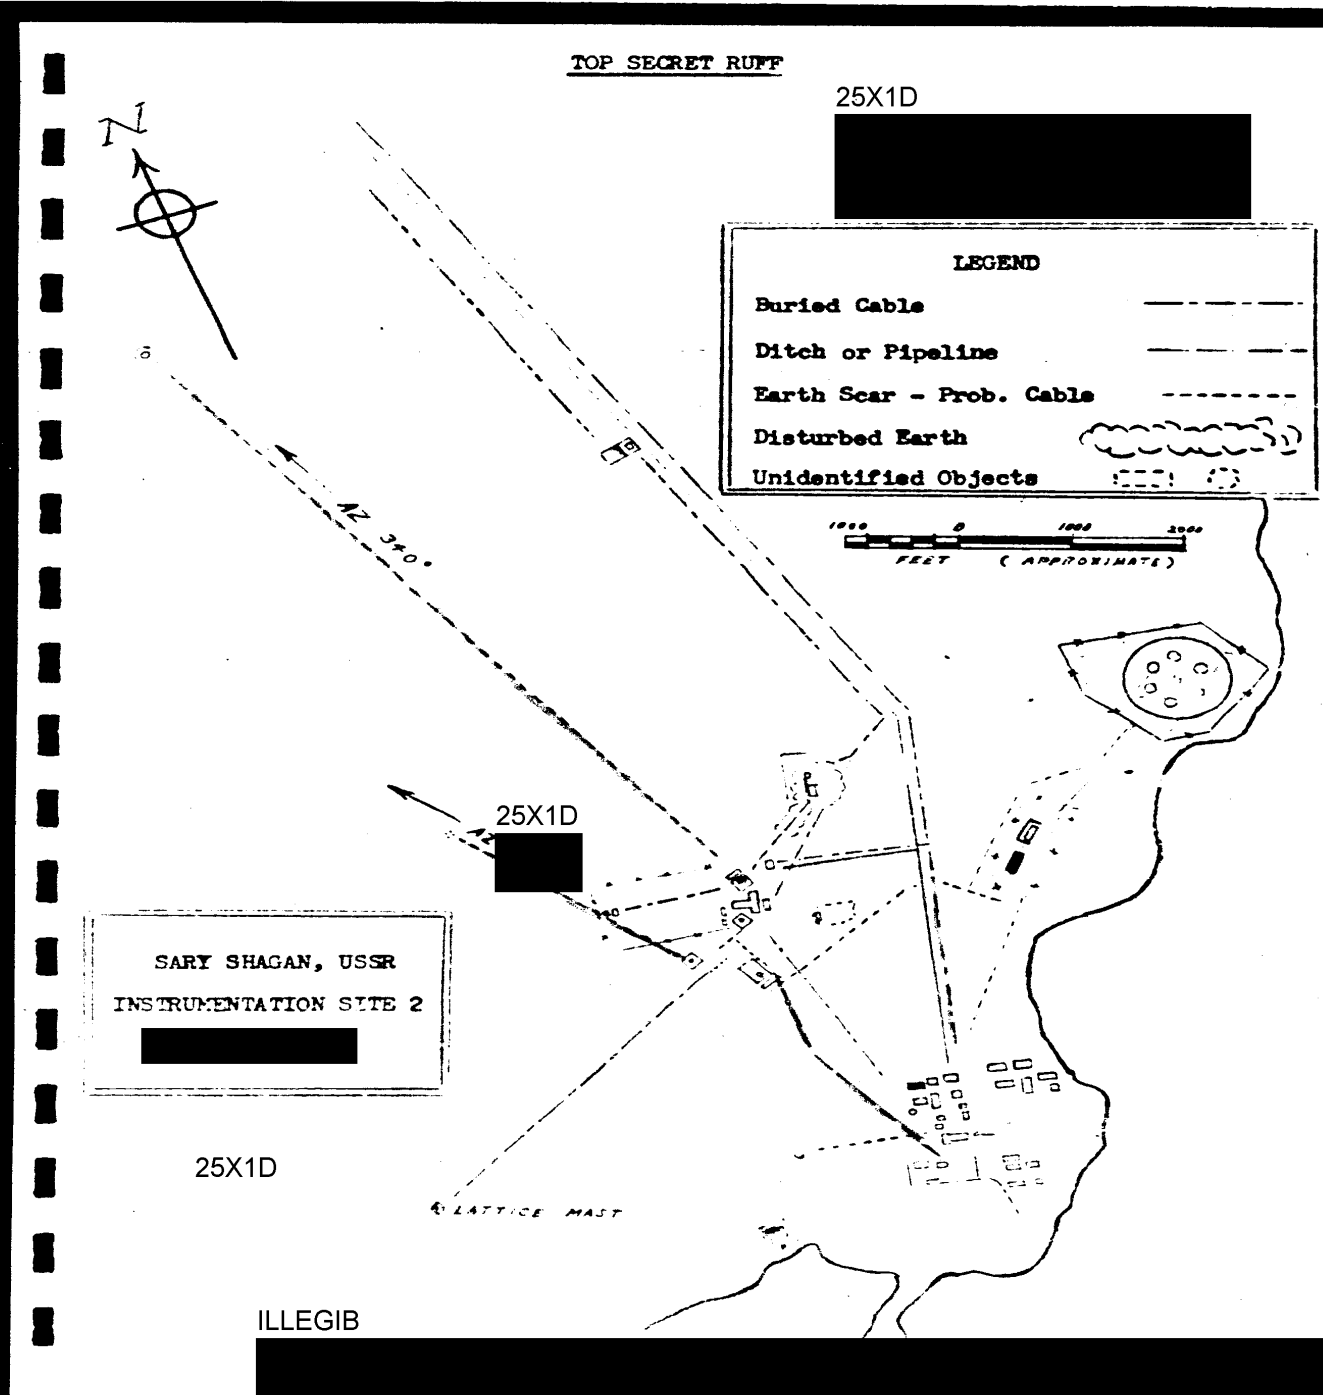 TOP SECRET RUFF
25X1D
N
LEGEND
Buried Cable
Ditch or Pipeline
Earth Scar - Prob. Cable
Disturbed Earth
Unidentified Objects
1000 0 1000 2000
FEET (APPROXIMATE)
AZ 340°
25X1D
AZ
SARY SHAGAN, USSR
INSTRUMENTATION SITE 2
25X1D
LATTICE MAST
ILLEGIB